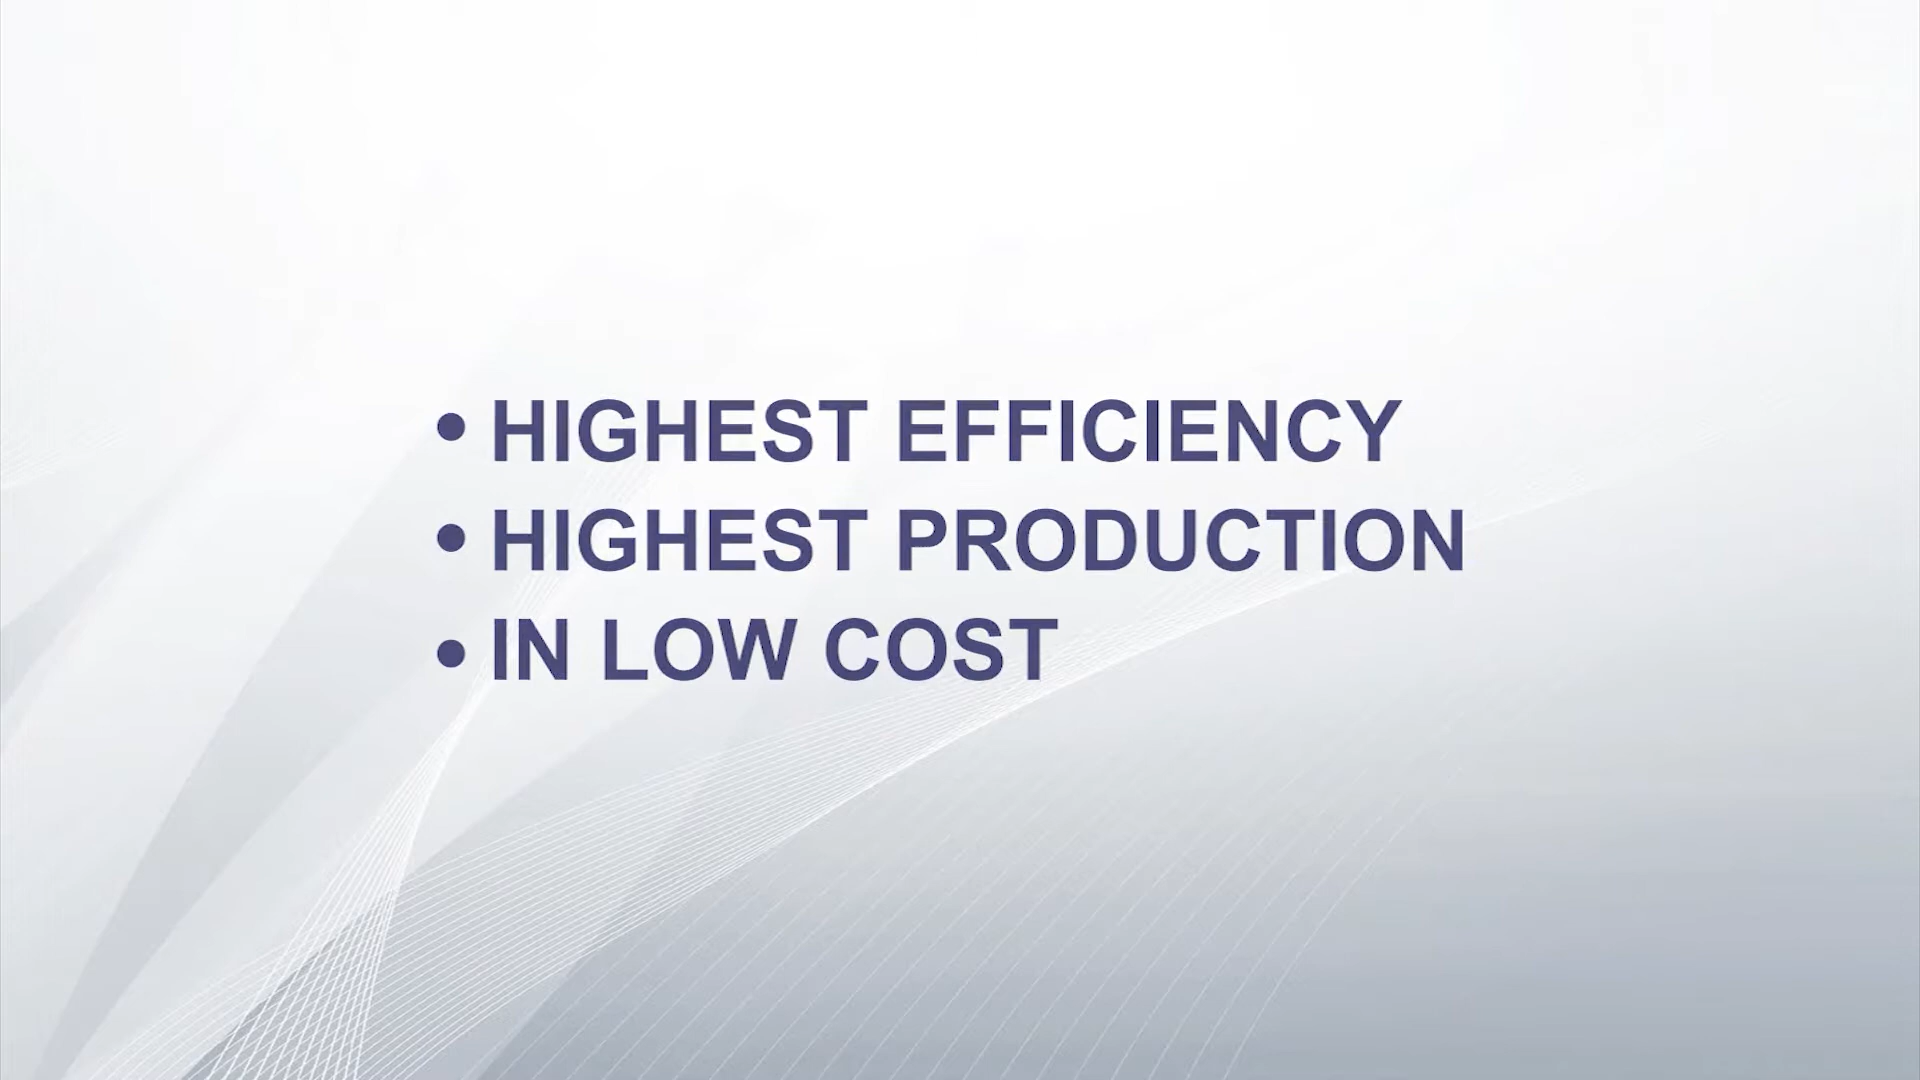 • HIGHEST EFFICIENCY
• HIGHEST PRODUCTION
• IN LOW COST